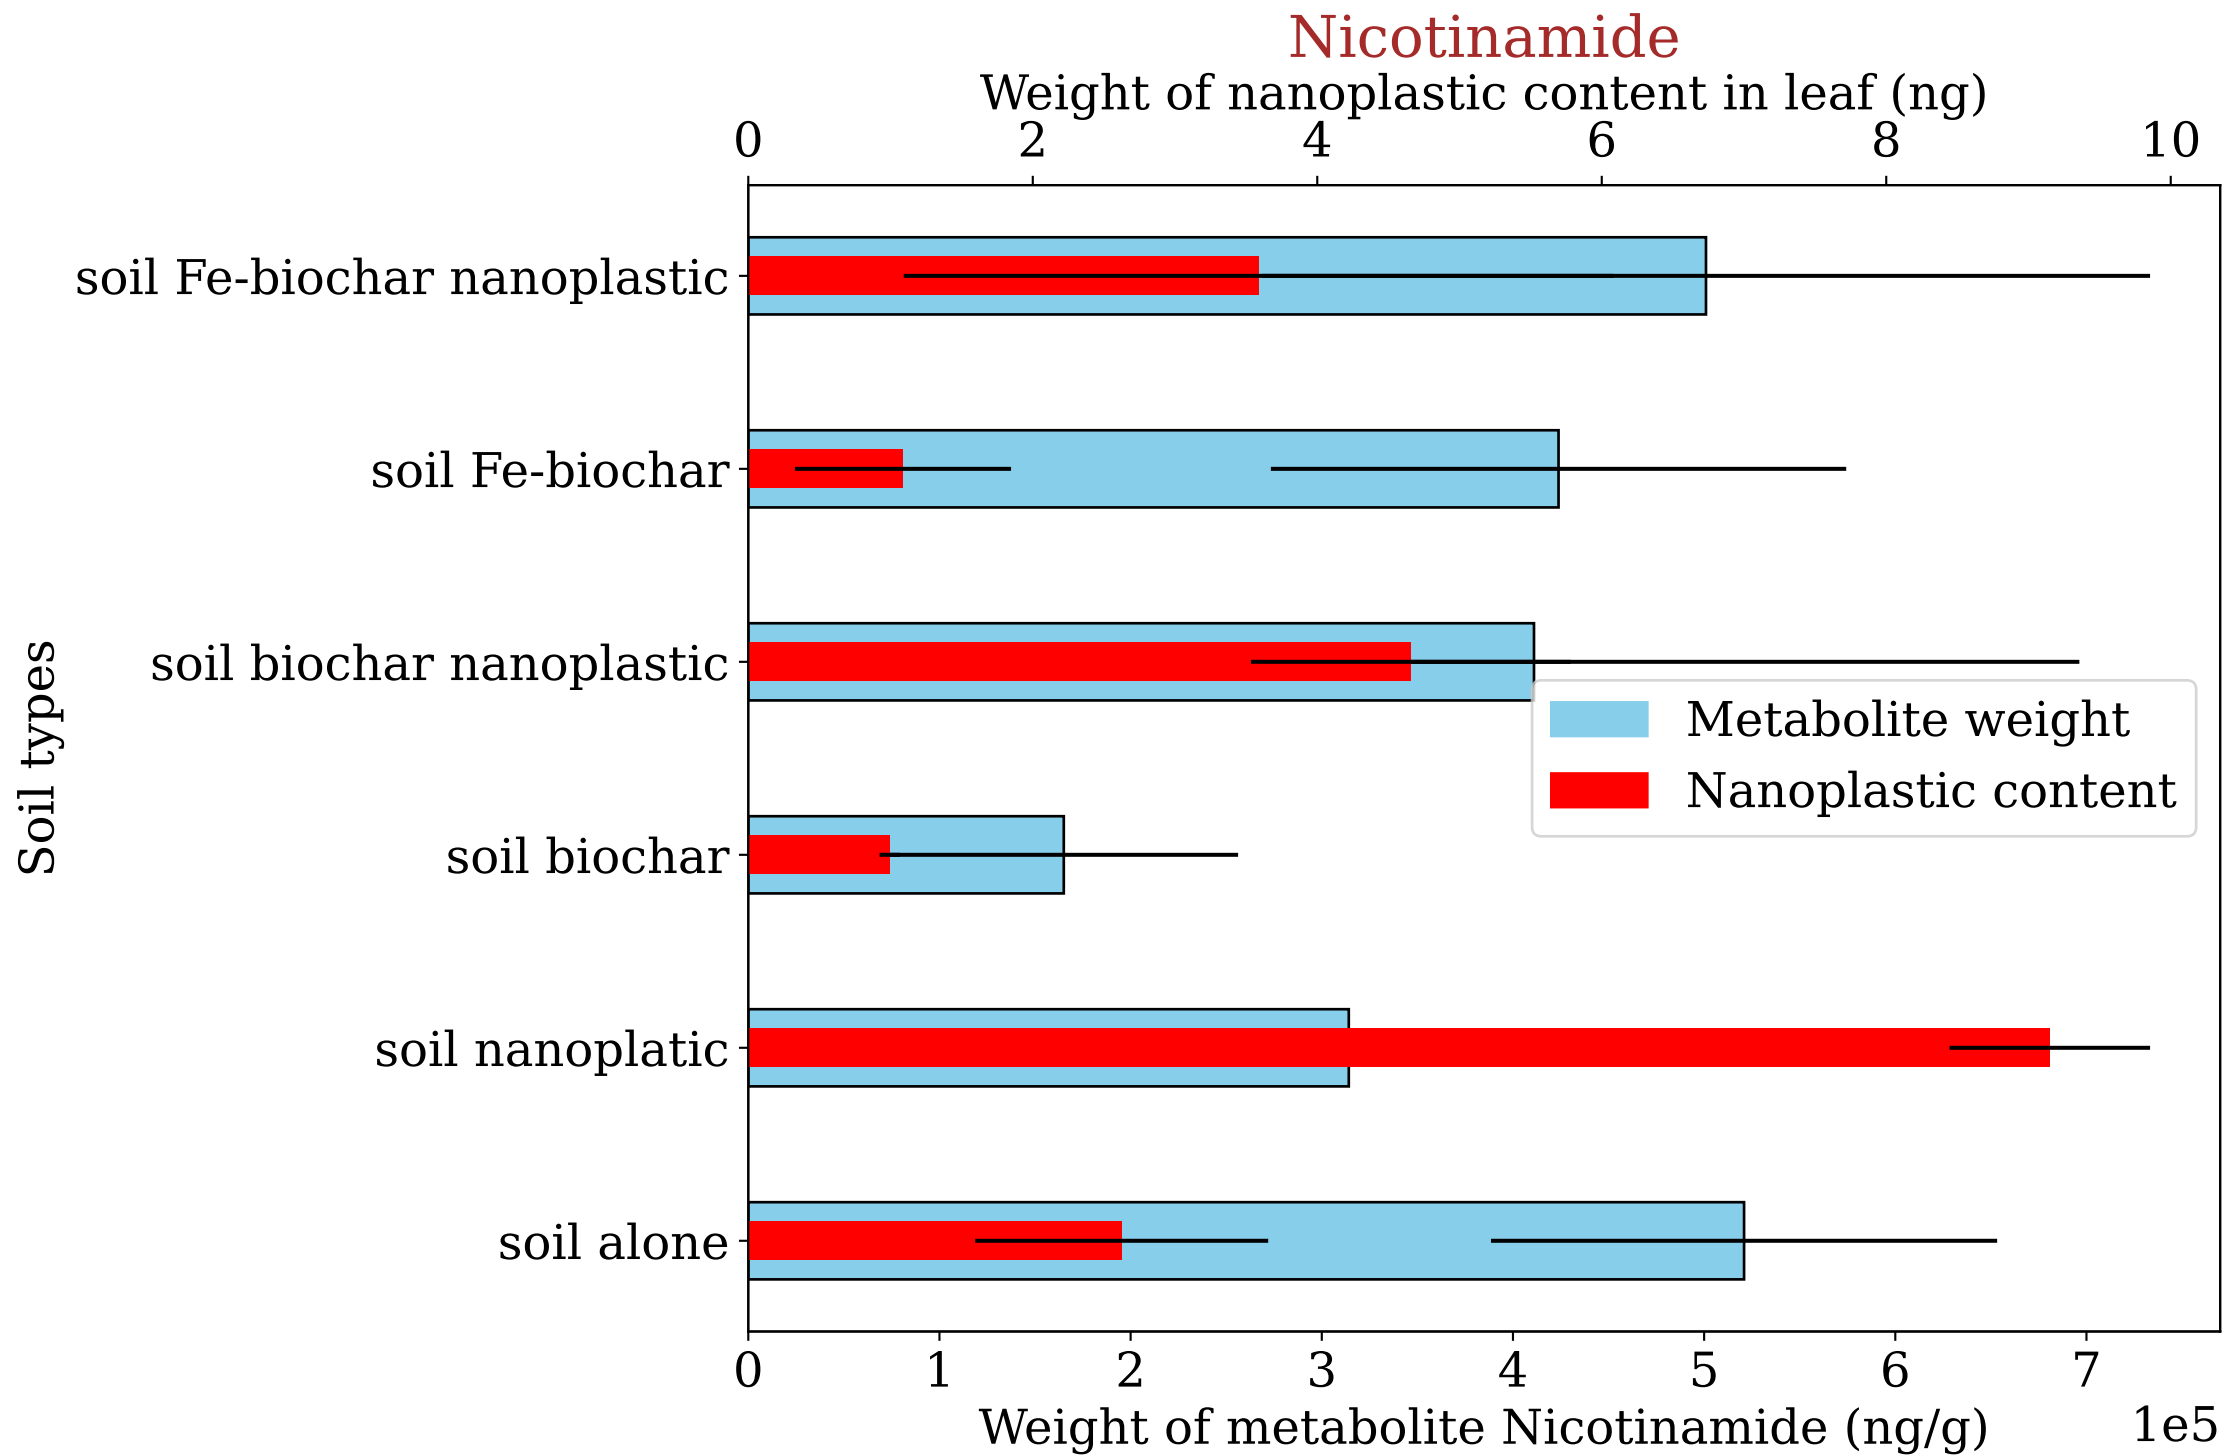 Nicotinamide
Weight of nanoplastic content in leaf (ng)
0 2 4 6 8 10
soil Fe-biochar nanoplastic
soil Fe-biochar
soil biochar nanoplastic
Metabolite weight
Nanoplastic content
soil biochar
soil nanoplatic
soil alone
Soil types
0 1 2 3 4 5 6 7
Weight of metabolite Nicotinamide (ng/g)
1e5